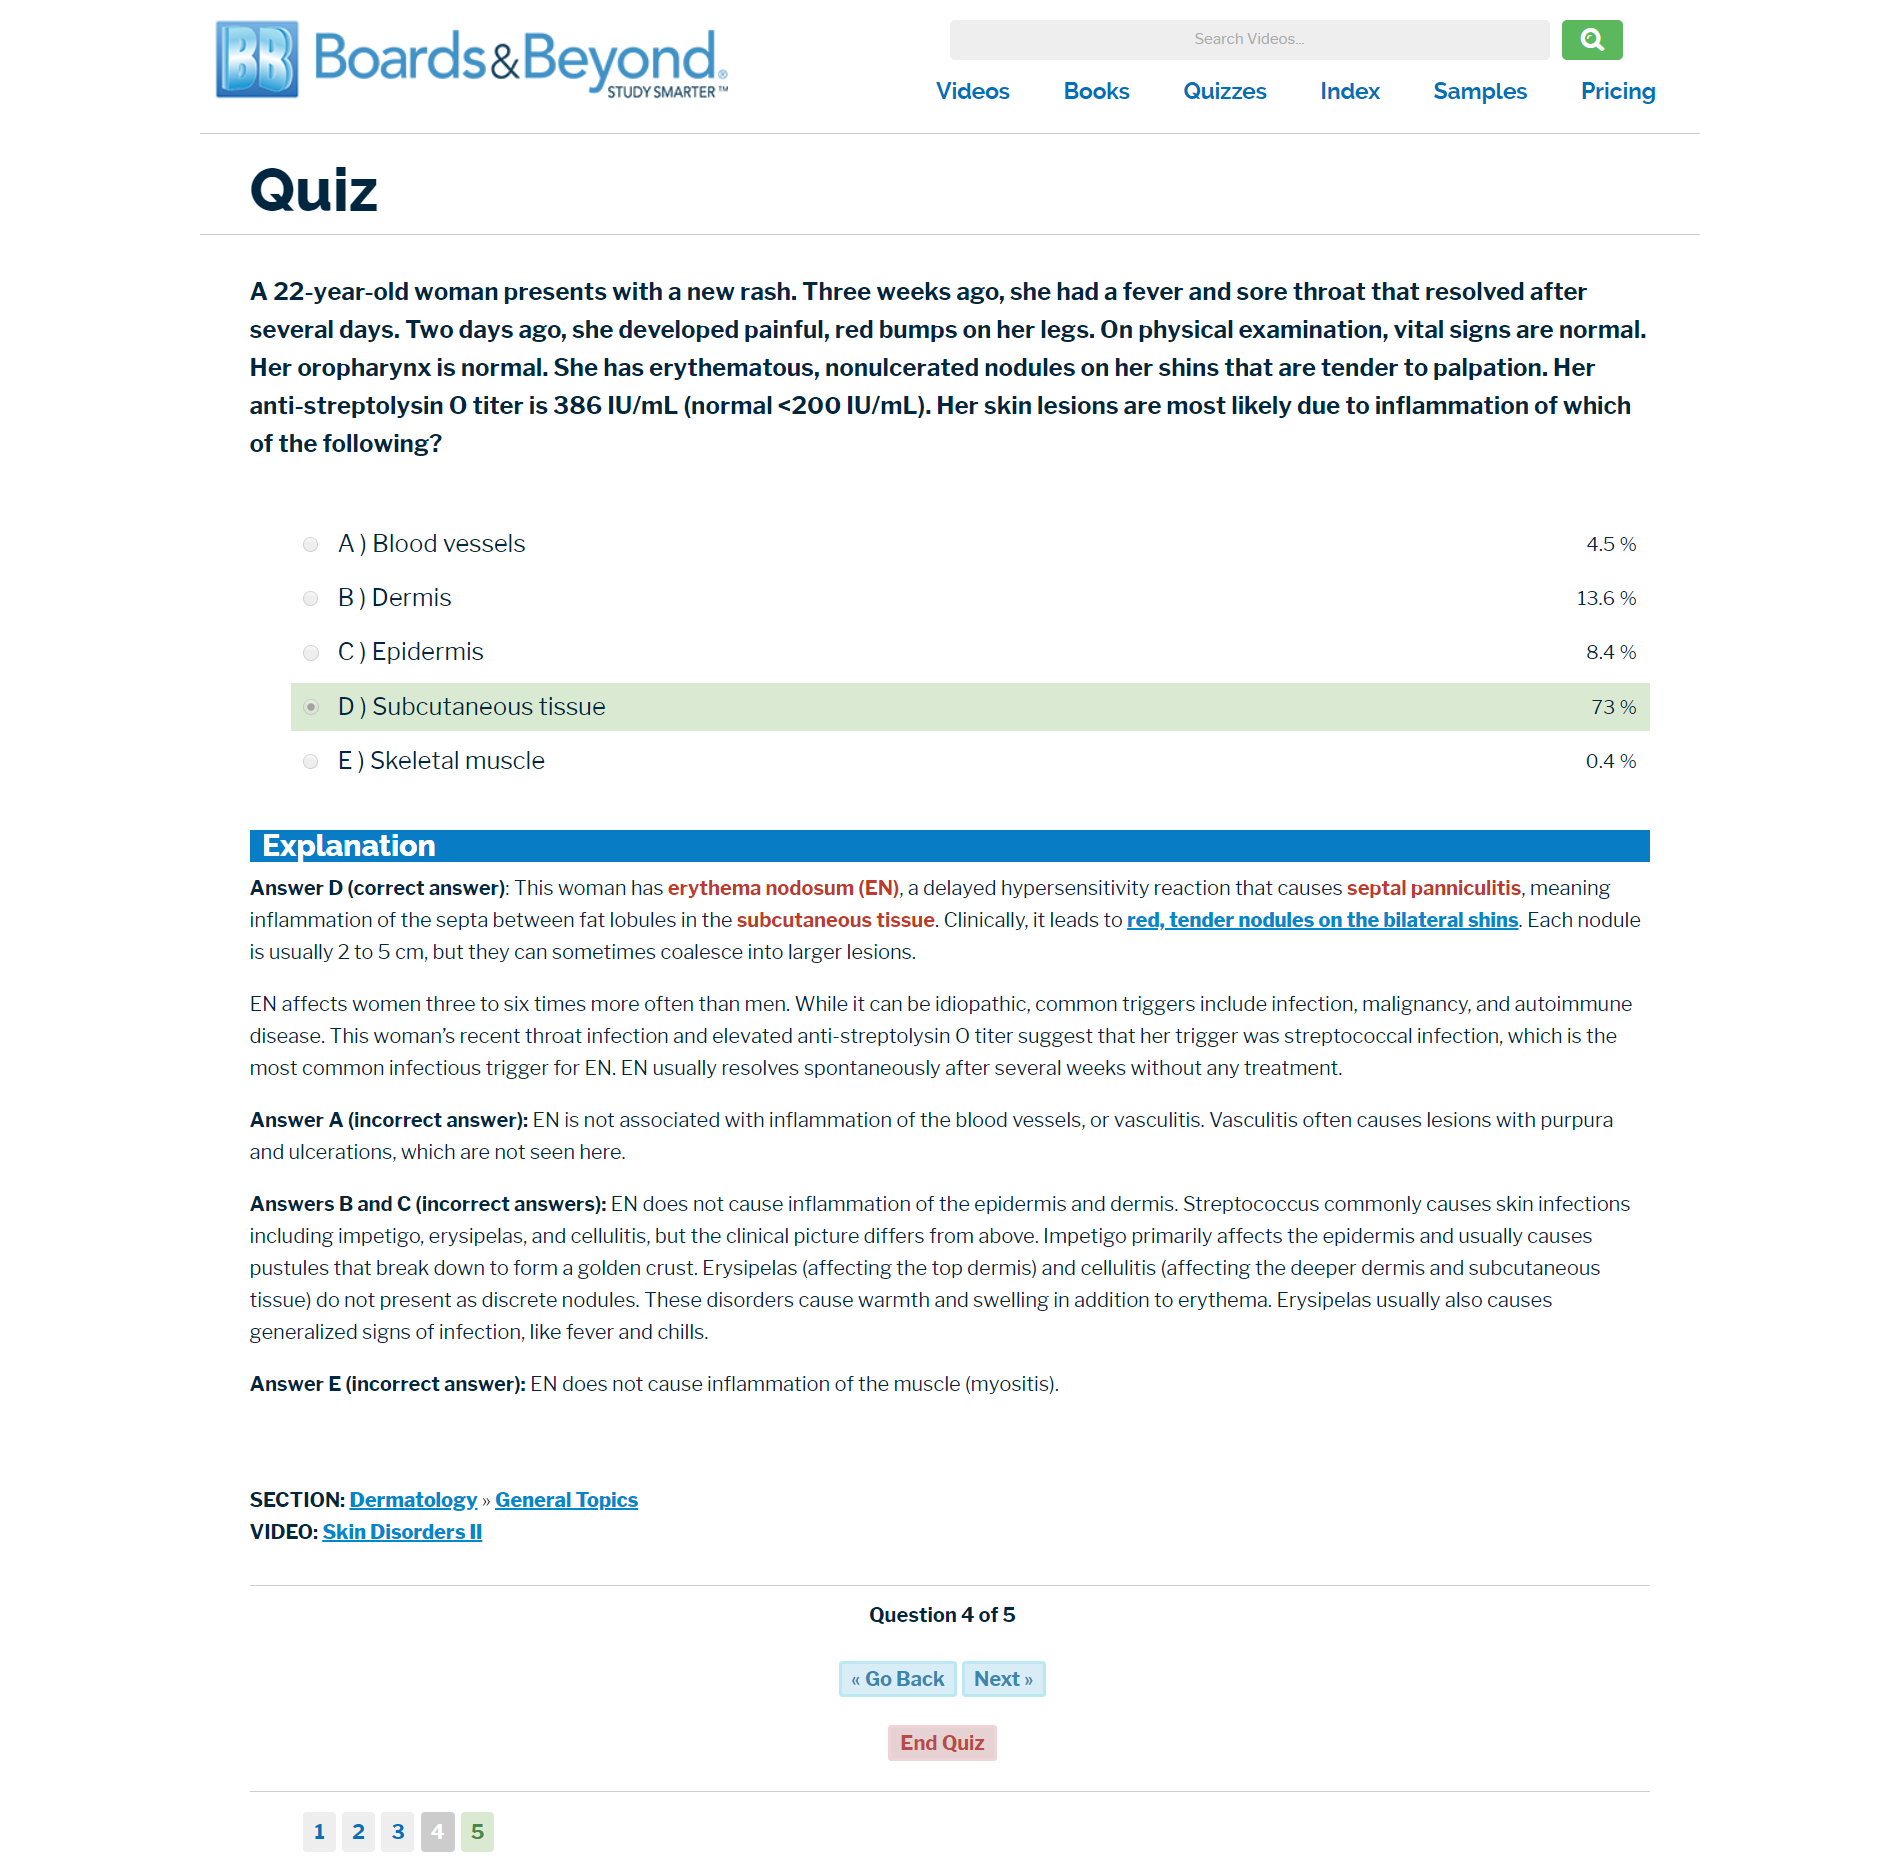 BB Boards&Beyond®
STUDY SMARTER™
Search Videos...
Videos Books Quizzes Index Samples Pricing
Quiz
A 22-year-old woman presents with a new rash. Three weeks ago, she had a fever and sore throat that resolved after
several days. Two days ago, she developed painful, red bumps on her legs. On physical examination, vital signs are normal.
Her oropharynx is normal. She has erythematous, nonulcerated nodules on her shins that are tender to palpation. Her
anti-streptolysin O titer is 386 IU/mL (normal <200 IU/mL). Her skin lesions are most likely due to inflammation of which
of the following?
A ) Blood vessels 4.5 %
B ) Dermis 13.6 %
C ) Epidermis 8.4 %
D ) Subcutaneous tissue 73 %
E ) Skeletal muscle 0.4 %
Explanation
Answer D (correct answer): This woman has erythema nodosum (EN), a delayed hypersensitivity reaction that causes septal panniculitis, meaning
inflammation of the septa between fat lobules in the subcutaneous tissue. Clinically, it leads to red, tender nodules on the bilateral shins. Each nodule
is usually 2 to 5 cm, but they can sometimes coalesce into larger lesions.
EN affects women three to six times more often than men. While it can be idiopathic, common triggers include infection, malignancy, and autoimmune
disease. This woman’s recent throat infection and elevated anti-streptolysin O titer suggest that her trigger was streptococcal infection, which is the
most common infectious trigger for EN. EN usually resolves spontaneously after several weeks without any treatment.
Answer A (incorrect answer): EN is not associated with inflammation of the blood vessels, or vasculitis. Vasculitis often causes lesions with purpura
and ulcerations, which are not seen here.
Answers B and C (incorrect answers): EN does not cause inflammation of the epidermis and dermis. Streptococcus commonly causes skin infections
including impetigo, erysipelas, and cellulitis, but the clinical picture differs from above. Impetigo primarily affects the epidermis and usually causes
pustules that break down to form a golden crust. Erysipelas (affecting the top dermis) and cellulitis (affecting the deeper dermis and subcutaneous
tissue) do not present as discrete nodules. These disorders cause warmth and swelling in addition to erythema. Erysipelas usually also causes
generalized signs of infection, like fever and chills.
Answer E (incorrect answer): EN does not cause inflammation of the muscle (myositis).
SECTION: Dermatology » General Topics
VIDEO: Skin Disorders II
Question 4 of 5
« Go Back Next »
End Quiz
1 2 3 4 5